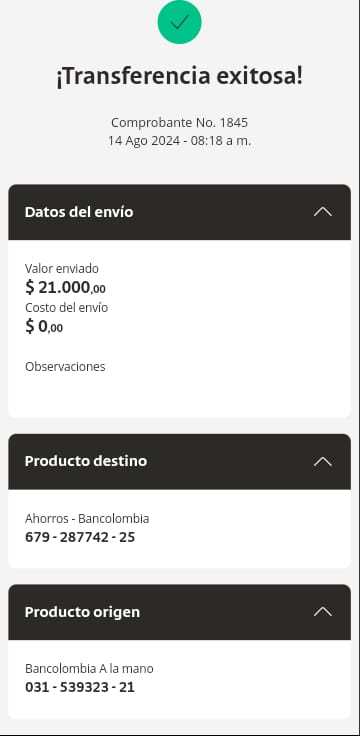 ¡Transferencia exitosa!
Comprobante No. 1845
14 Ago 2024 - 08:18 a.m.
Datos del envío
Valor enviado
$ 21.000,00
Costo del envío
$ 0,00
Observaciones
Producto destino
Ahorros - Bancolombia
679 - 287742 - 25
Producto origen
Bancolombia A la mano
031 - 539323 - 21